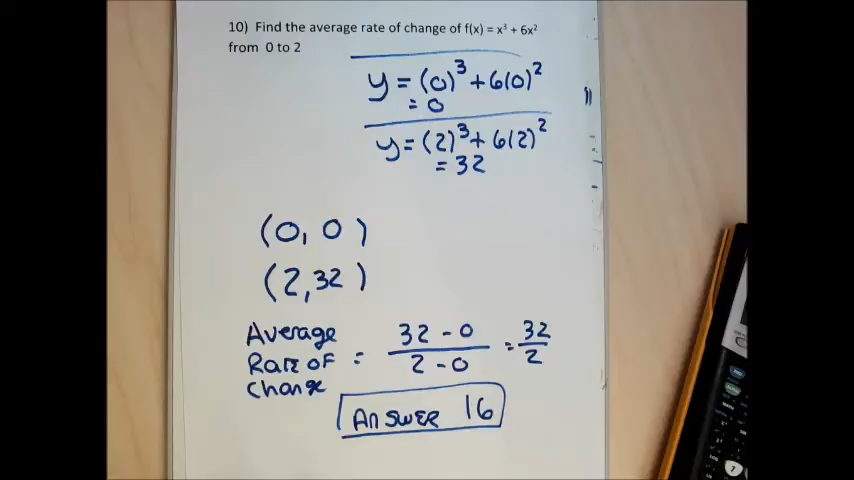 10) Find the average rate of change of f(x) = x³ + 6x²
from 0 to 2
y = (0)³ + 6(0)²
= 0
y = (2)³ + 6(2)²
= 32
(0, 0)
(2, 32)
Average
Rate of
Change = 32 - 0 / 2 - 0 = 32 / 2
Answer 16